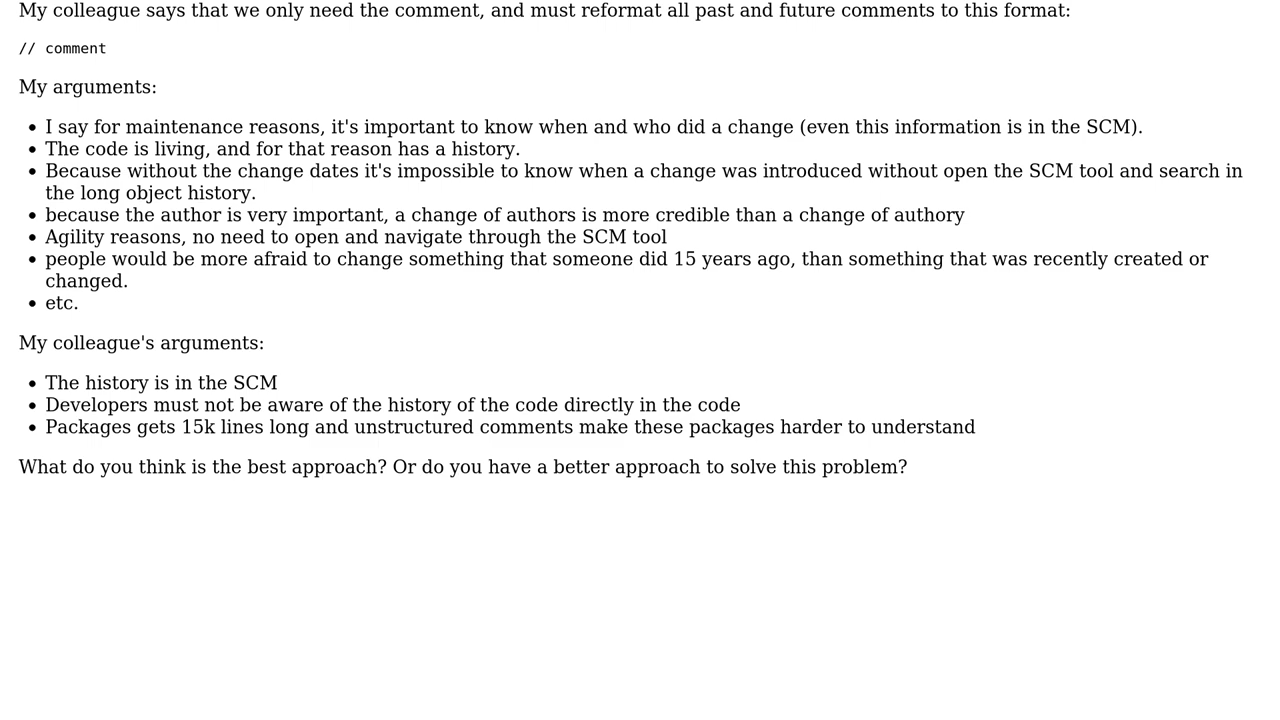 My colleague says that we only need the comment, and must reformat all past and future comments to this format:
// comment
My arguments:
• I say for maintenance reasons, it's important to know when and who did a change (even this information is in the SCM).
• The code is living, and for that reason has a history.
• Because without the change dates it's impossible to know when a change was introduced without open the SCM tool and search in
the long object history.
• because the author is very important, a change of authors is more credible than a change of authory
• Agility reasons, no need to open and navigate through the SCM tool
• people would be more afraid to change something that someone did 15 years ago, than something that was recently created or
changed.
• etc.
My colleague's arguments:
• The history is in the SCM
• Developers must not be aware of the history of the code directly in the code
• Packages gets 15k lines long and unstructured comments make these packages harder to understand
What do you think is the best approach? Or do you have a better approach to solve this problem?